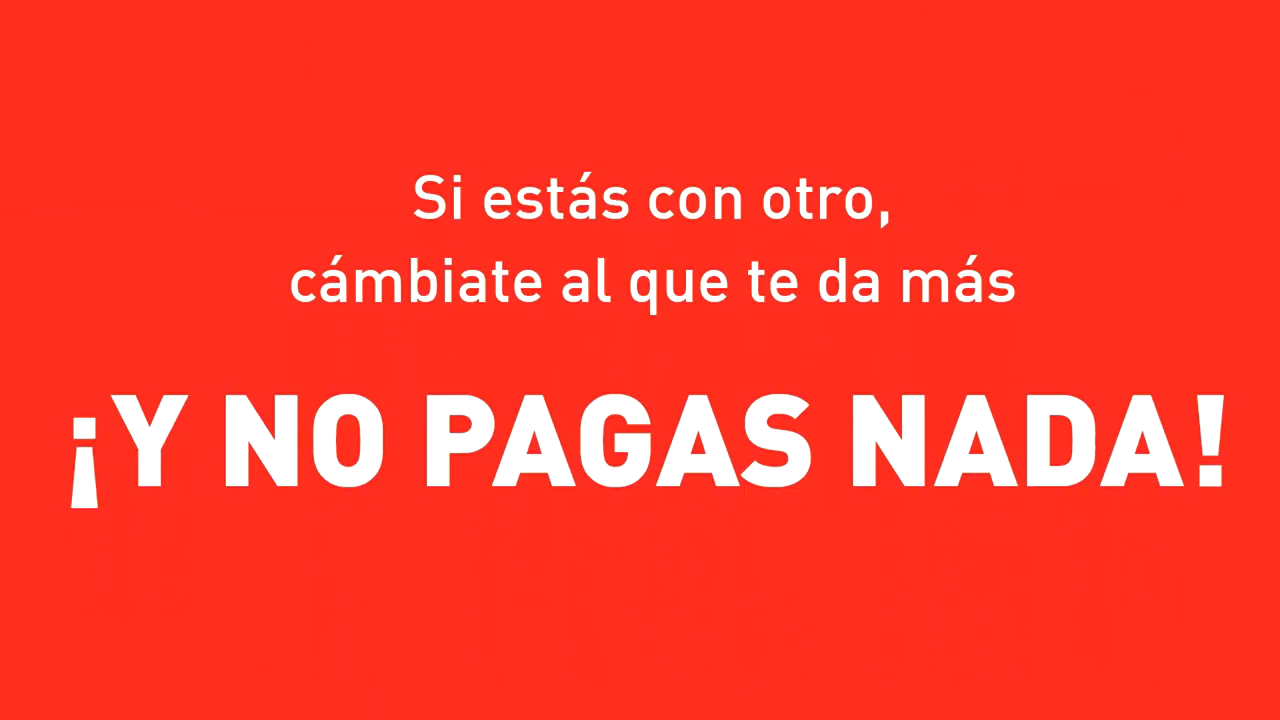 Si estás con otro,
cámbiate al que te da más
¡Y NO PAGAS NADA!